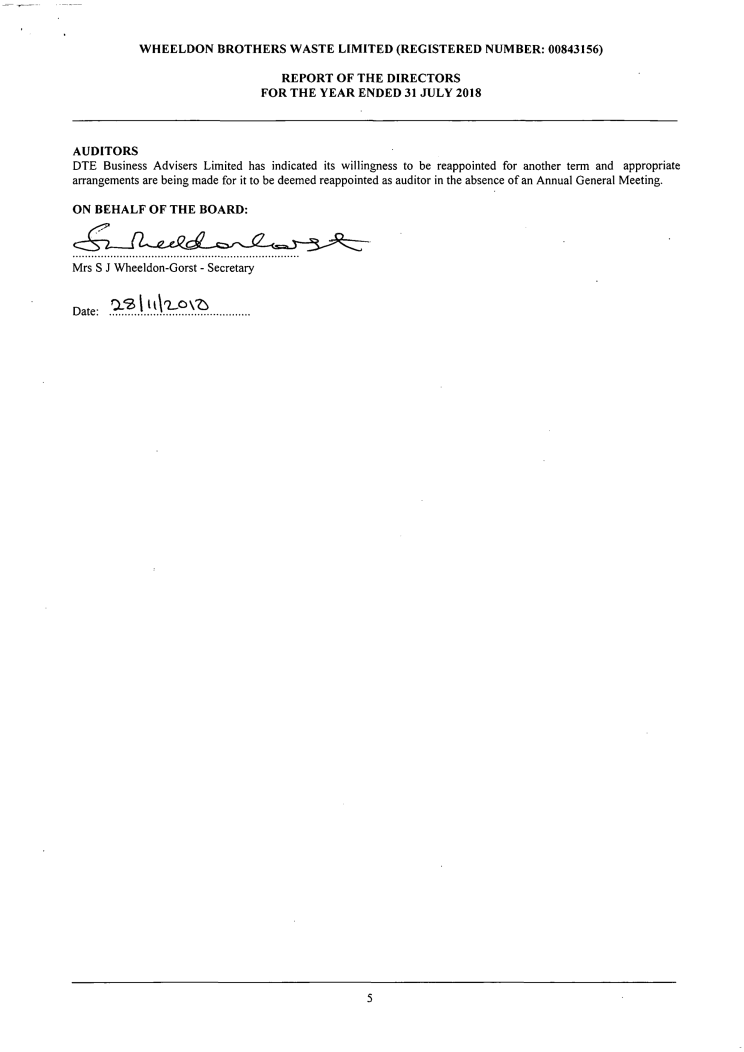 WHEELDON BROTHERS WASTE LIMITED (REGISTERED NUMBER: 00843156)
REPORT OF THE DIRECTORS
FOR THE YEAR ENDED 31 JULY 2018
AUDITORS
DTE Business Advisers Limited has indicated its willingness to be reappointed for another term and appropriate
arrangements are being made for it to be deemed reappointed as auditor in the absence of an Annual General Meeting.
ON BEHALF OF THE BOARD:
Mrs S J Wheeldon-Gorst - Secretary
Date: 28/11/2018
5